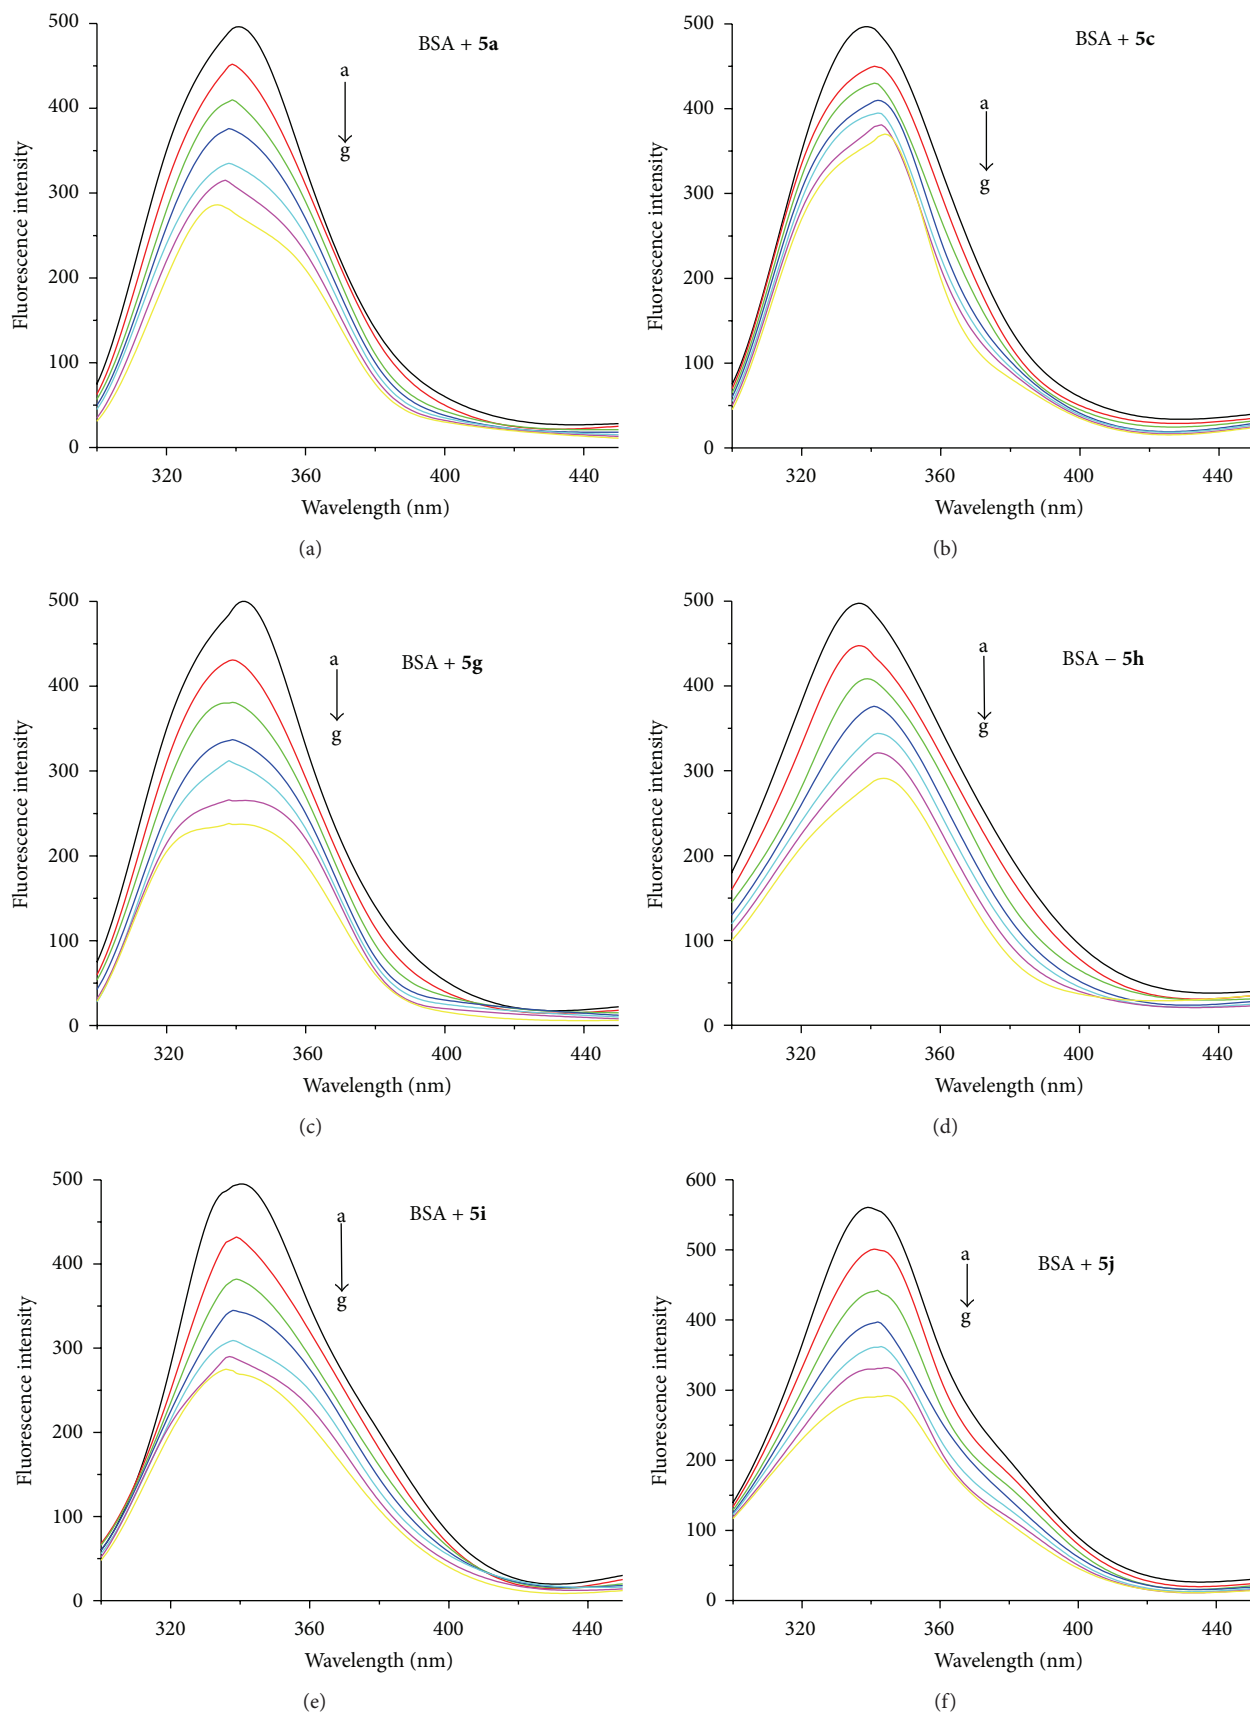 500
400
300
200
100
0
Fluorescence intensity
BSA + 5a
a
g
320
360
400
440
Wavelength (nm)
(a)
500
400
300
200
100
0
Fluorescence intensity
BSA + 5c
a
g
320
360
400
440
Wavelength (nm)
(b)
500
400
300
200
100
0
Fluorescence intensity
BSA + 5g
a
g
320
360
400
440
Wavelength (nm)
(c)
500
400
300
200
100
0
Fluorescence intensity
BSA − 5h
a
g
320
360
400
440
Wavelength (nm)
(d)
500
400
300
200
100
0
Fluorescence intensity
BSA + 5i
a
g
320
360
400
440
Wavelength (nm)
(e)
600
500
400
300
200
100
0
Fluorescence intensity
BSA + 5j
a
g
320
360
400
440
Wavelength (nm)
(f)